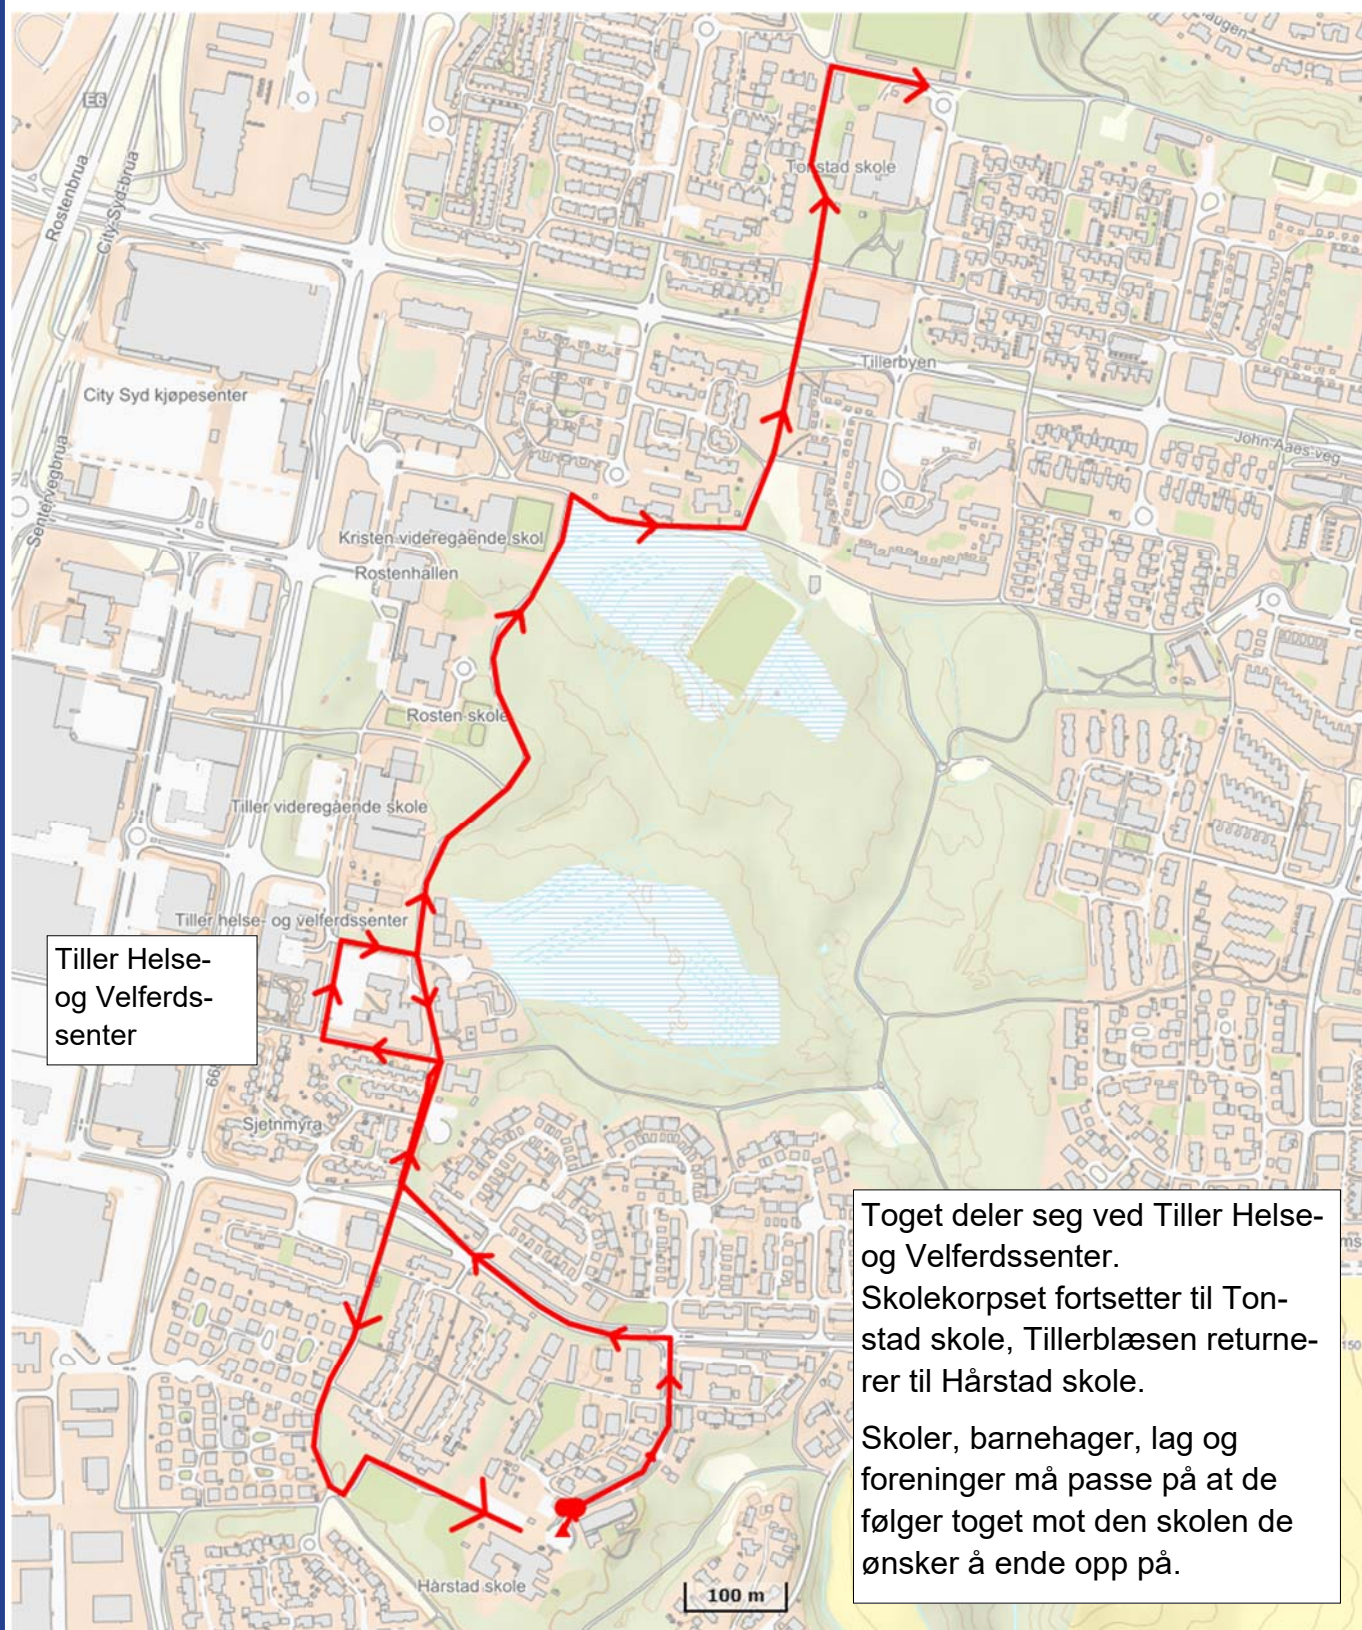 E6
Rostenbrua
City-Syd-brua
Tonstad skole
Tillerbyen
City Syd kjøpesenter
John Aaes veg
Sentervegbrua
Kristen videregående skol
Rostenhallen
Rosten skole
Tiller videregående skole
Tiller helse- og velferdssenter
Tiller Helse-
og Velferds-
senter
Sjetnmyra
Toget deler seg ved Tiller Helse-
og Velferdssenter.
Skolekorpset fortsetter til Ton-
stad skole, Tillerblæsen returne-
rer til Hårstad skole.
Skoler, barnehager, lag og
foreninger må passe på at de
følger toget mot den skolen de
ønsker å ende opp på.
150
Hårstad skole
100 m